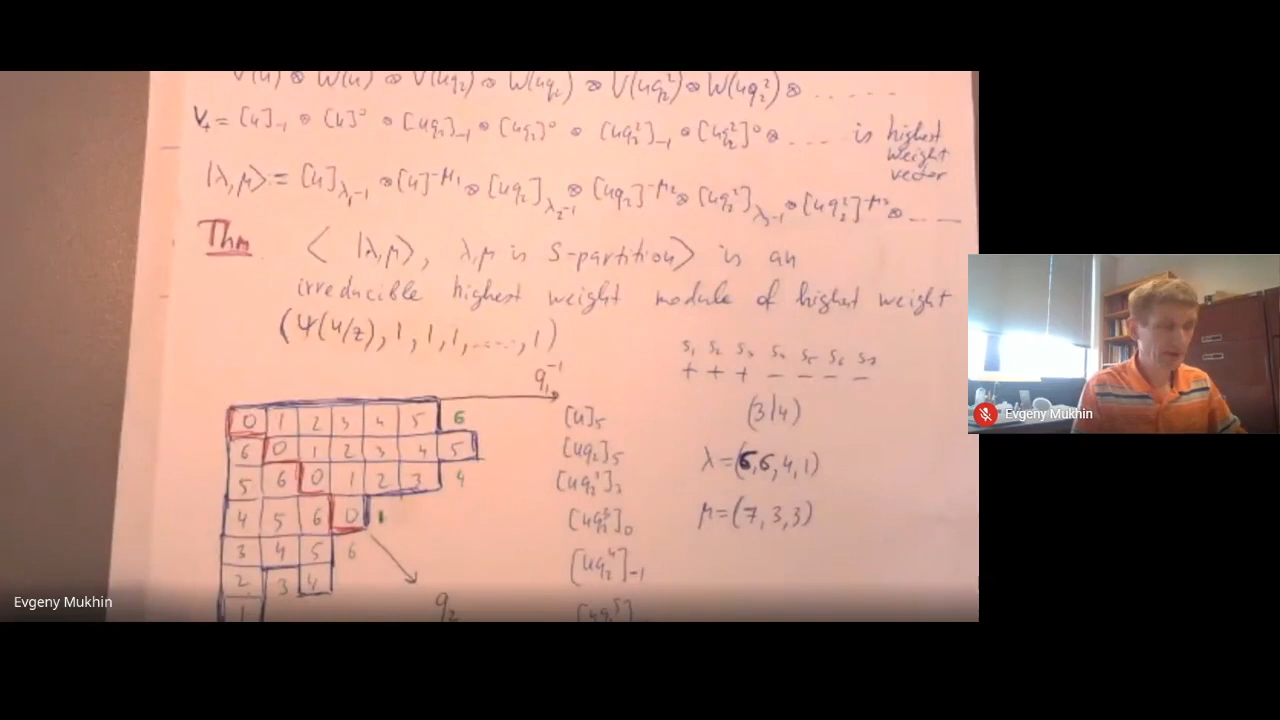 V(u) ⊗ W(u) ⊗ V(uq₂) ⊗ W(uq₂) ⊗ V(uq₂²) ⊗ W(uq₂²) ⊗ ......
V₊ = [u]₋₁ ⊗ [u]⁰ ⊗ [uq₂]₋₁ ⊗ [uq₂]⁰ ⊗ [uq₂²]₋₁ ⊗ [uq₂²]⁰ ⊗ .... is highest
weight
vector
|λ,μ⟩ := [u]_{λ₁-1} ⊗ [u]^{-μ₁} ⊗ [uq₂]_{λ₂-1} ⊗ [uq₂]^{-μ₂} ⊗ [uq₂²]_{λ₃-1} ⊗ [uq₂²]^{-μ₃} ⊗ ....
Thm
⟨ |λ,μ⟩, λ,μ is S-partition⟩ is an
irreducible highest weight module of highest weight
(Ψ(u/z), 1, 1, 1, ....., 1)
s₁ s₂ s₃ s₄ s₅ s₆ s₇
+ + + − − − −
q₁⁻¹
(3|4)
0 1 2 3 4 5 6 [u]₅
6 0 1 2 3 4 5 [uq₂]₅
λ = (6,6,4,1)
5 6 0 1 2 3 4 [uq₂²]₃
4 5 6 0 1 [uq₂³]₀
μ = (7,3,3)
3 4 5 6 [uq₂⁴]₋₁
2 3 4
q₂
1
Evgeny Mukhin
Evgeny Mukhin